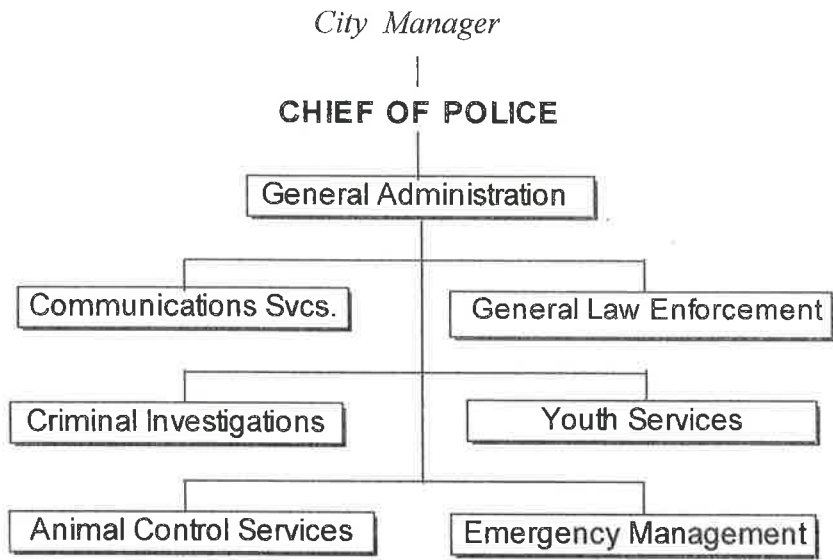 City Manager
CHIEF OF POLICE
General Administration
Communications Svcs.
General Law Enforcement
Criminal Investigations
Youth Services
Animal Control Services
Emergency Management